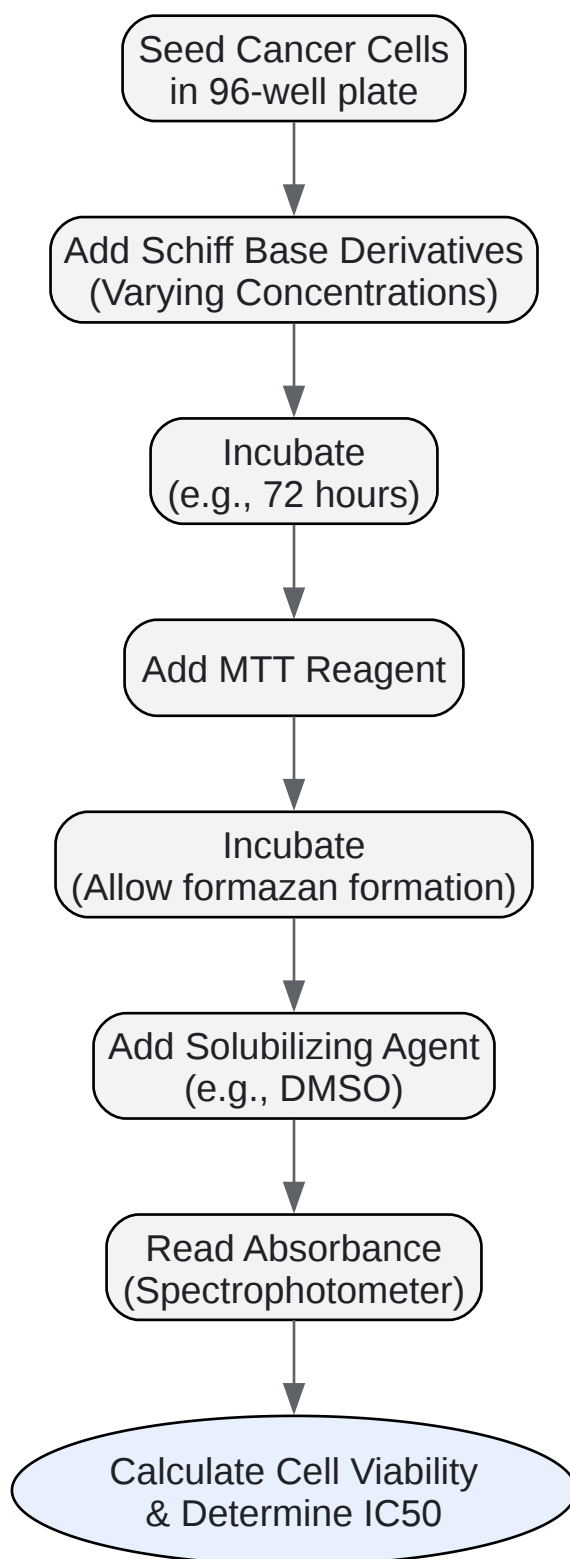 Seed Cancer Cells
in 96-well plate
Add Schiff Base Derivatives
(Varying Concentrations)
Incubate
(e.g., 72 hours)
Add MTT Reagent
Incubate
(Allow formazan formation)
Add Solubilizing Agent
(e.g., DMSO)
Read Absorbance
(Spectrophotometer)
Calculate Cell Viability
& Determine IC50